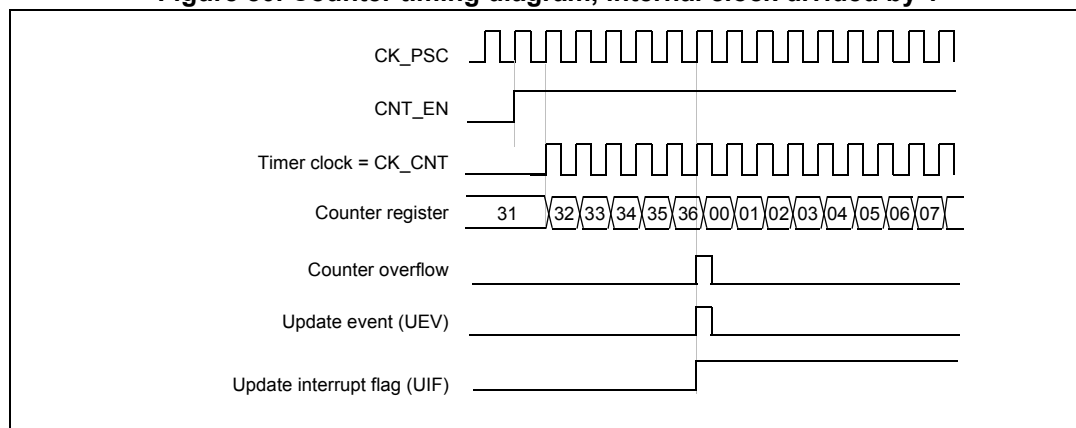 Figure 80. Counter timing diagram, internal clock divided by 1
CK_PSC
CNT_EN
Timer clock = CK_CNT
Counter register 31 32 33 34 35 36 00 01 02 03 04 05 06 07
Counter overflow
Update event (UEV)
Update interrupt flag (UIF)